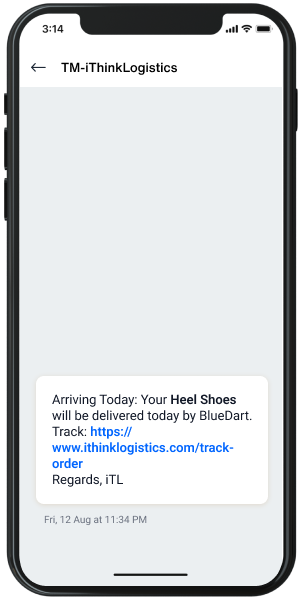 3:14
TM-iThinkLogistics
Arriving Today: Your Heel Shoes
will be delivered today by BlueDart.
Track: https://
www.ithinklogistics.com/track-
order
Regards, iTL
Fri, 12 Aug at 11:34 PM